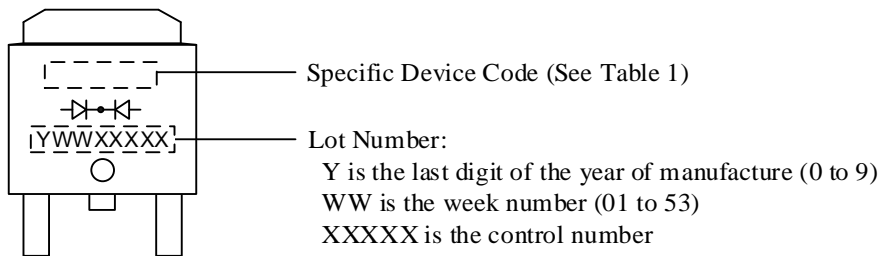 Specific Device Code (See Table 1)
YWWXXXXX
Lot Number:
Y is the last digit of the year of manufacture (0 to 9)
WW is the week number (01 to 53)
XXXXX is the control number